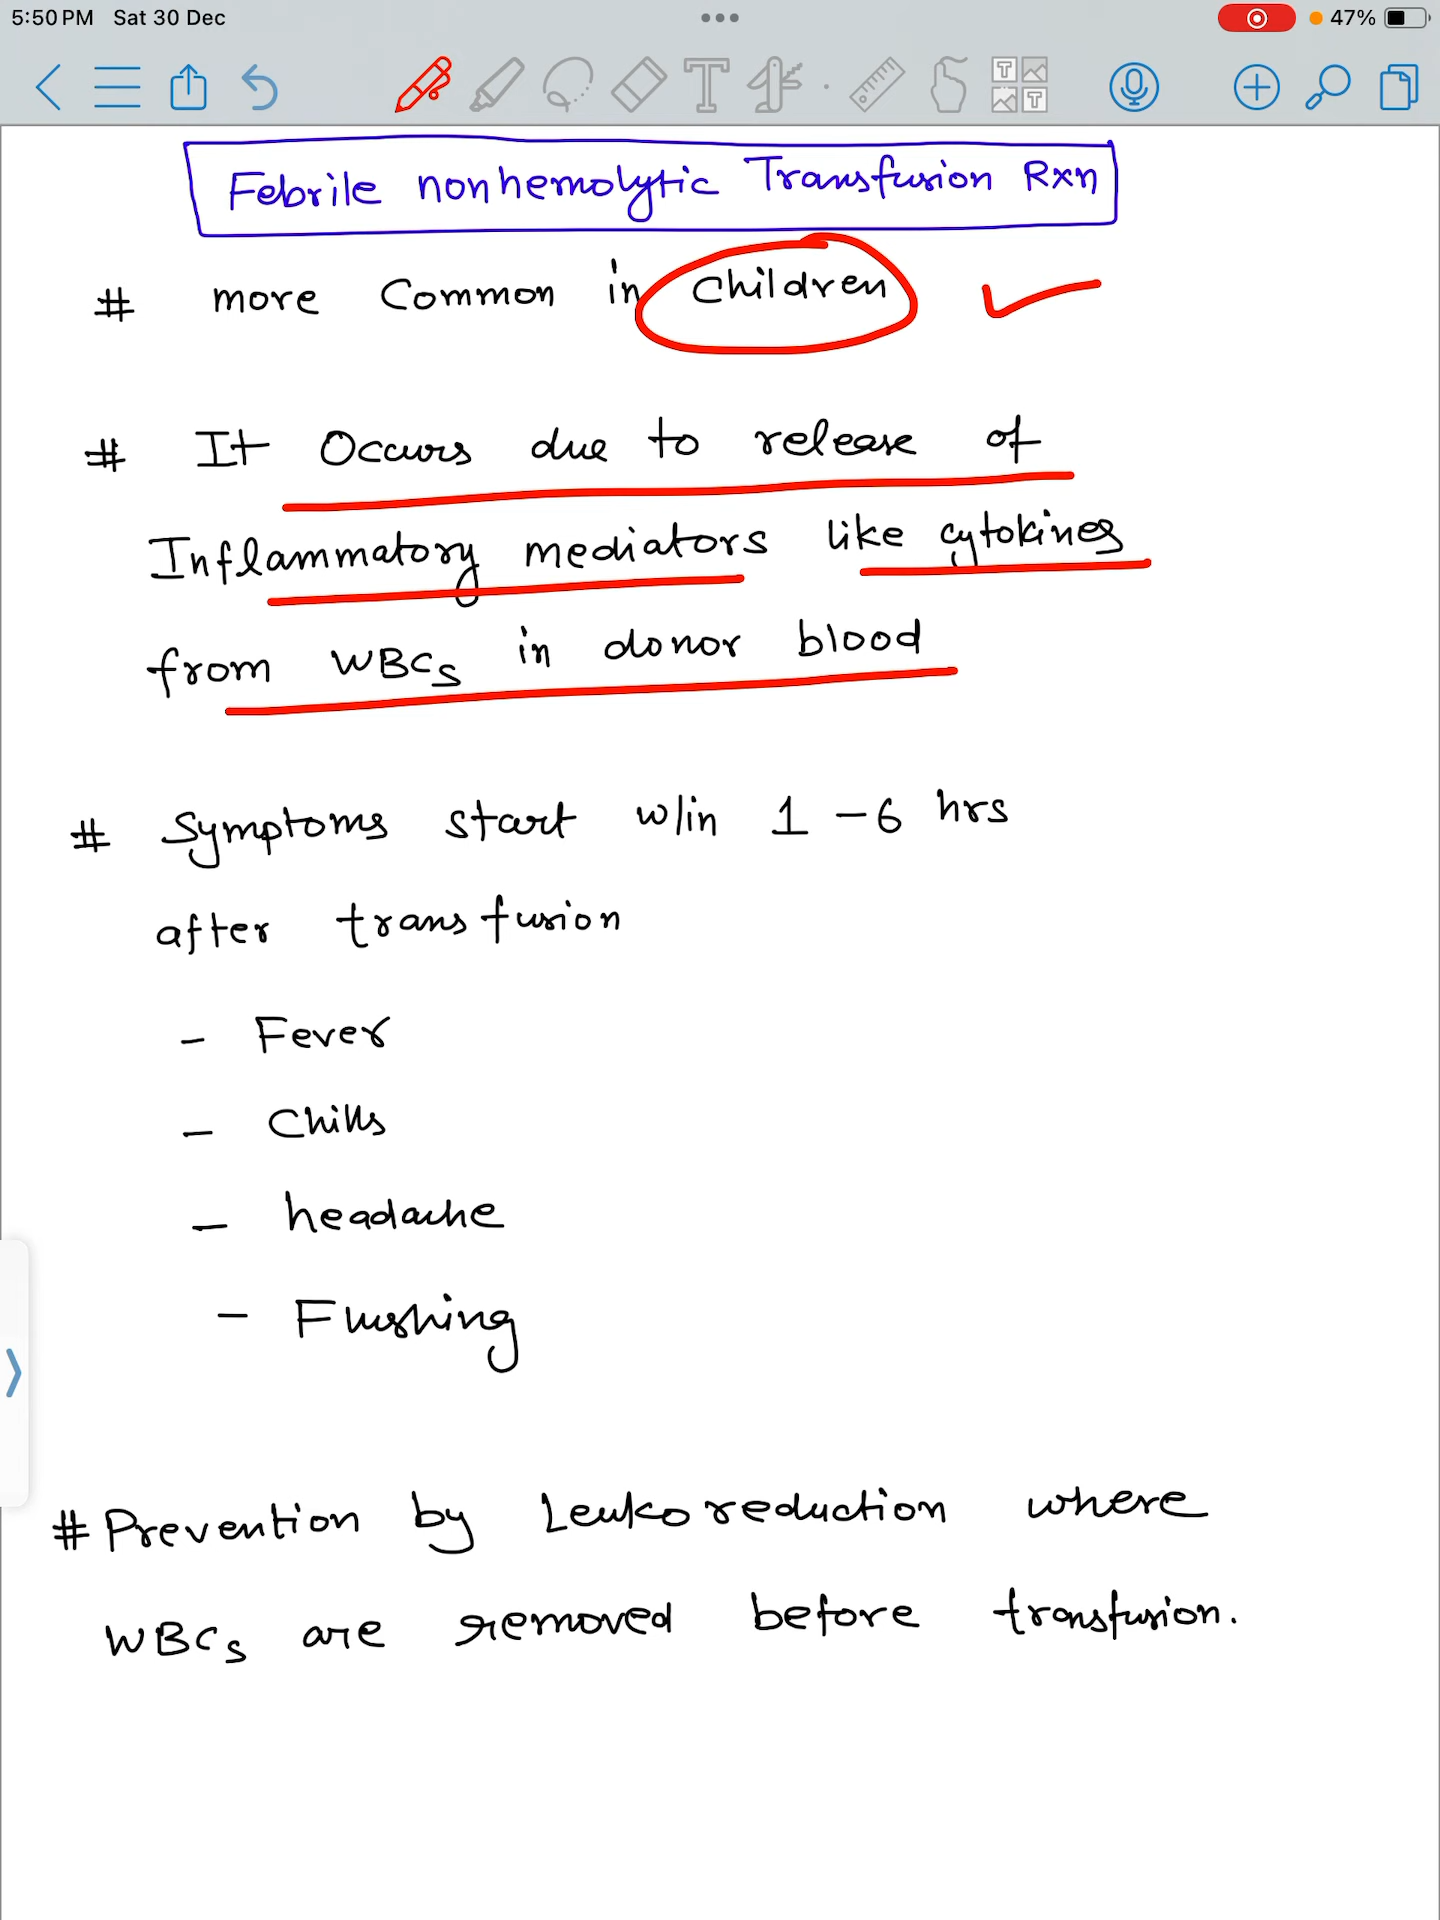 5:50 PM Sat 30 Dec
47%
Febrile nonhemolytic Transfusion Rxn
# more Common in Children
# It Occurs due to release of
Inflammatory mediators like cytokines
from WBCs in donor blood
# Symptoms start w/in 1-6 hrs
after transfusion
- Fever
- Chills
- headache
- Flushing
# Prevention by Leukoreduction where
WBCs are removed before transfusion.